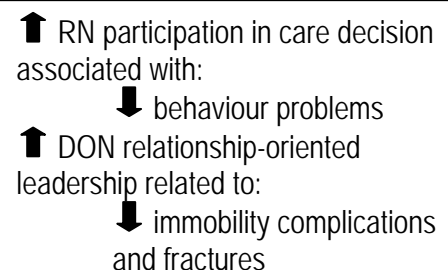 ⬆ RN participation in care decision
associated with:
⬇ behaviour problems
⬆ DON relationship-oriented
leadership related to:
⬇ immobility complications
and fractures